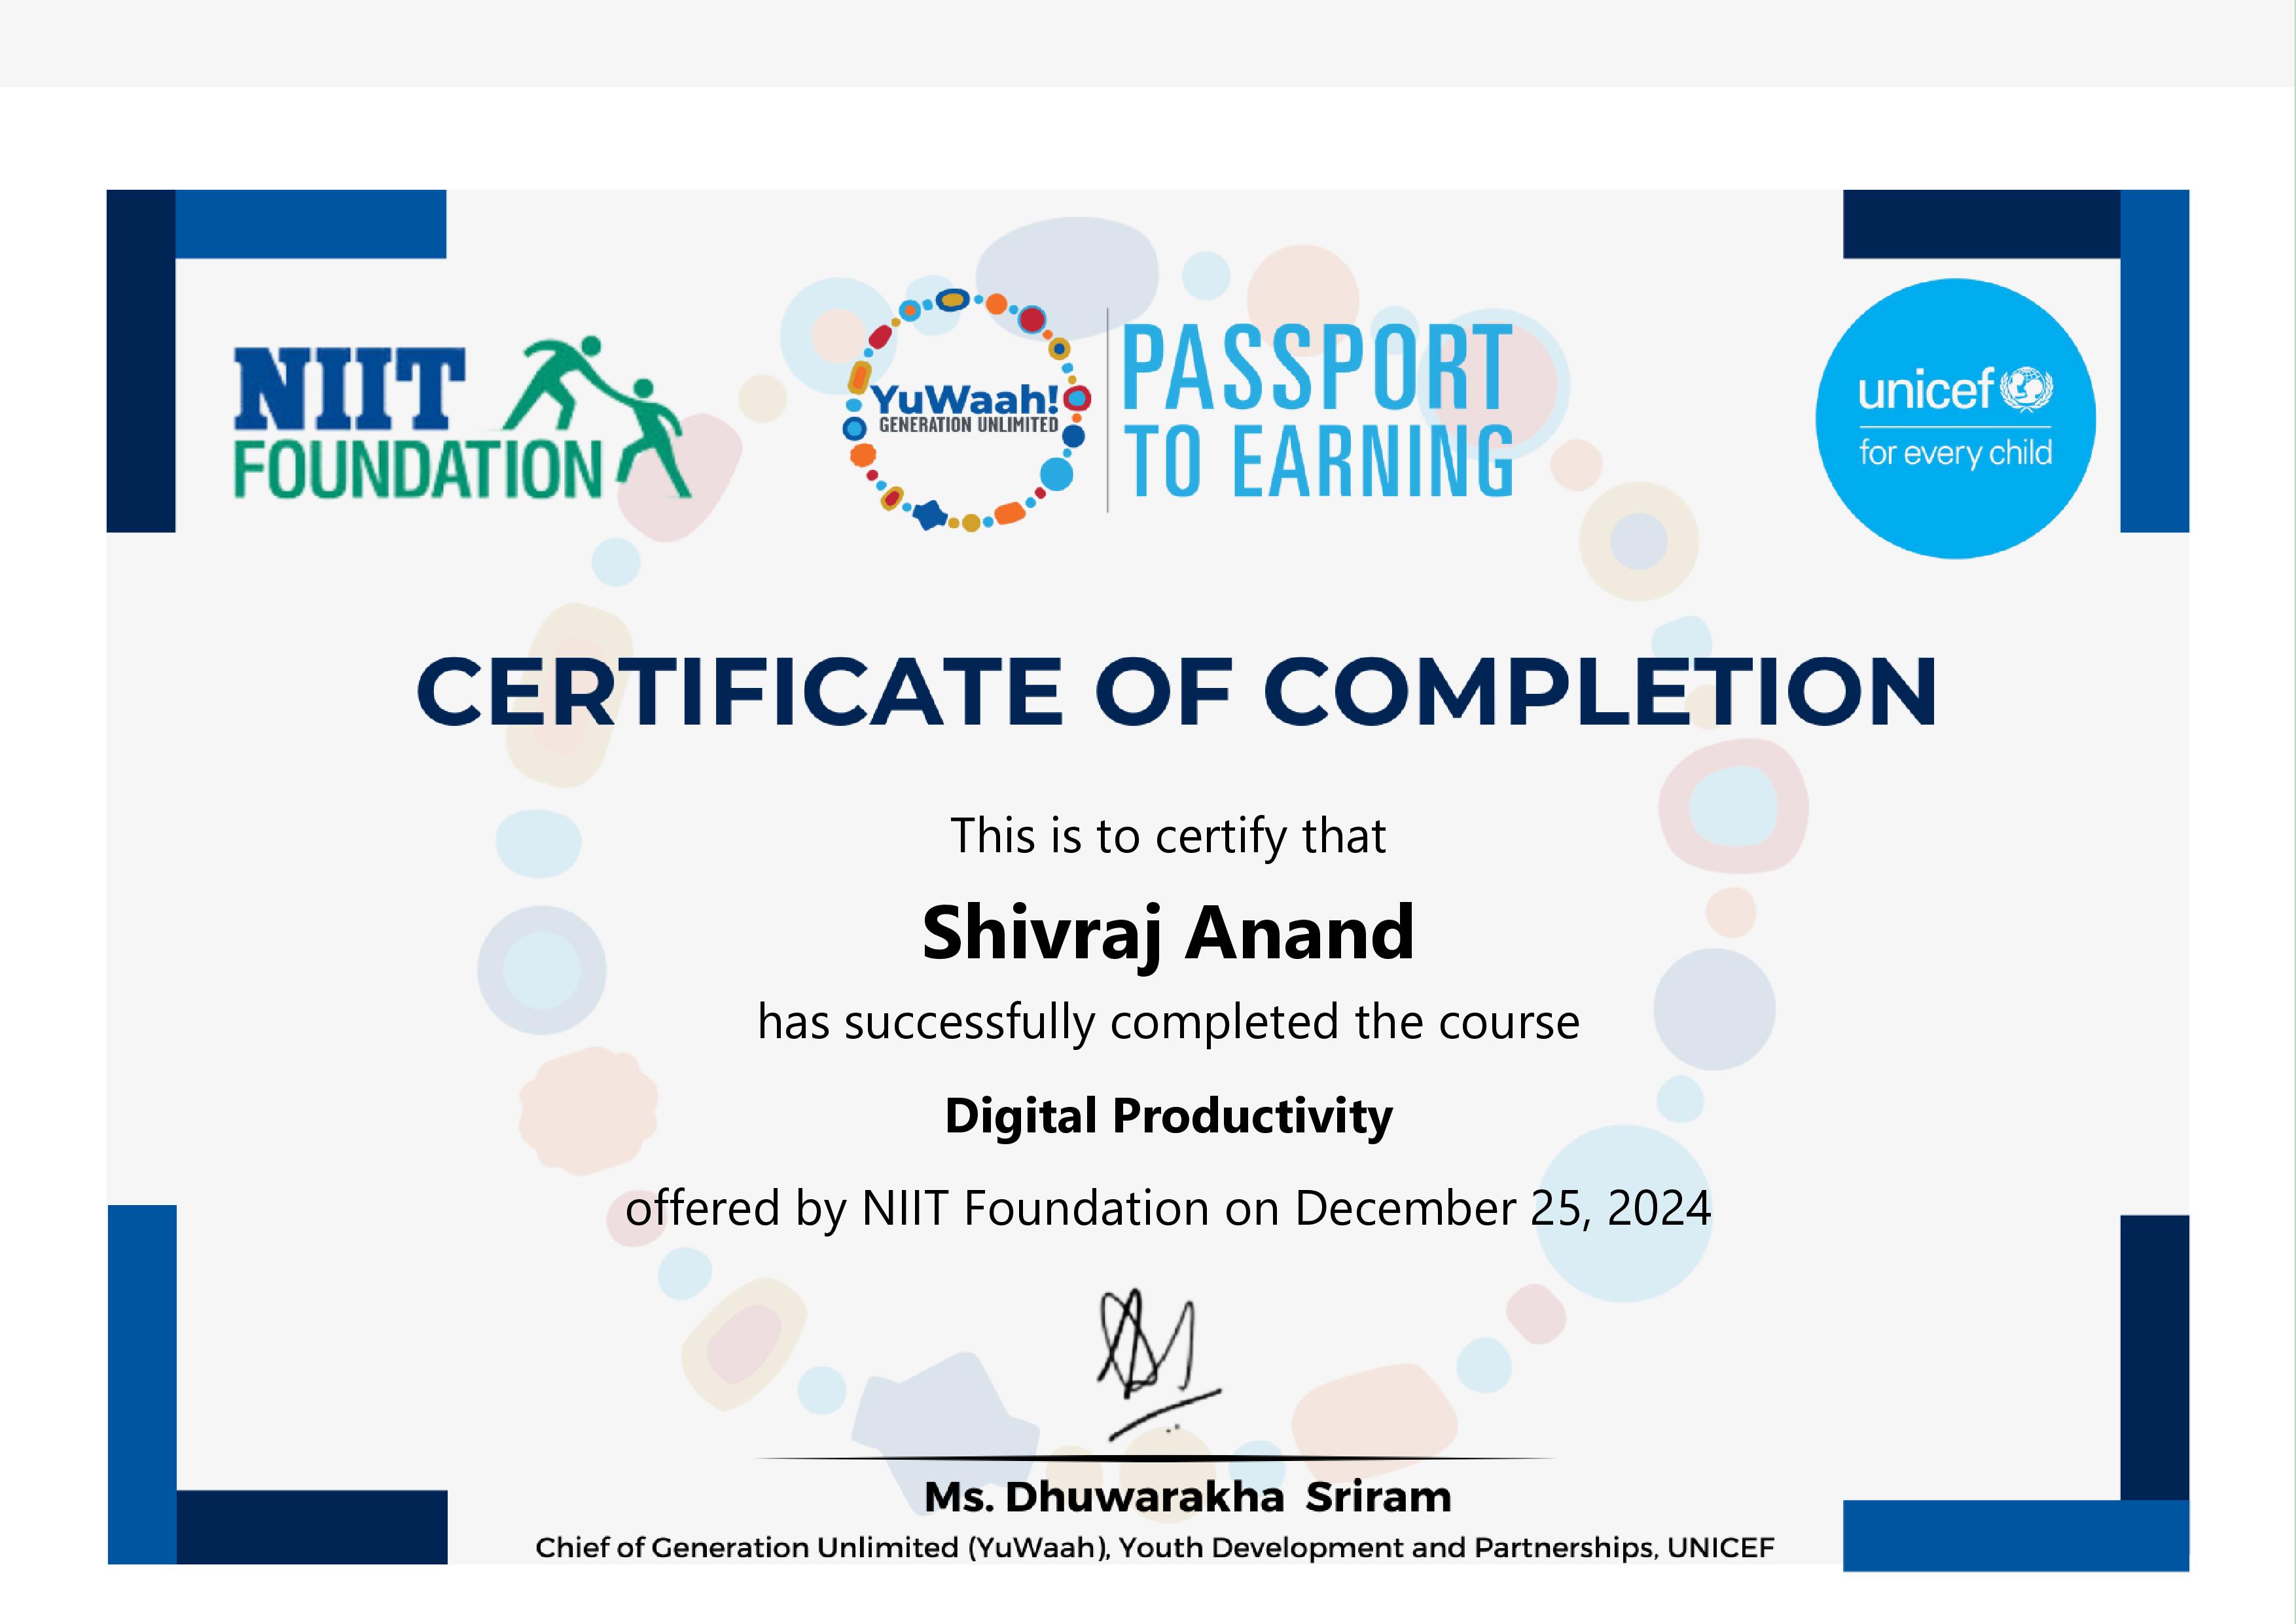 NIIT
FOUNDATION
YuWaah!
GENERATION UNLIMITED
PASSPORT
TO EARNING
unicef
for every child
CERTIFICATE OF COMPLETION
This is to certify that
Shivraj Anand
has successfully completed the course
Digital Productivity
offered by NIIT Foundation on December 25, 2024
Ms. Dhuwarakha Sriram
Chief of Generation Unlimited (YuWaah), Youth Development and Partnerships, UNICEF